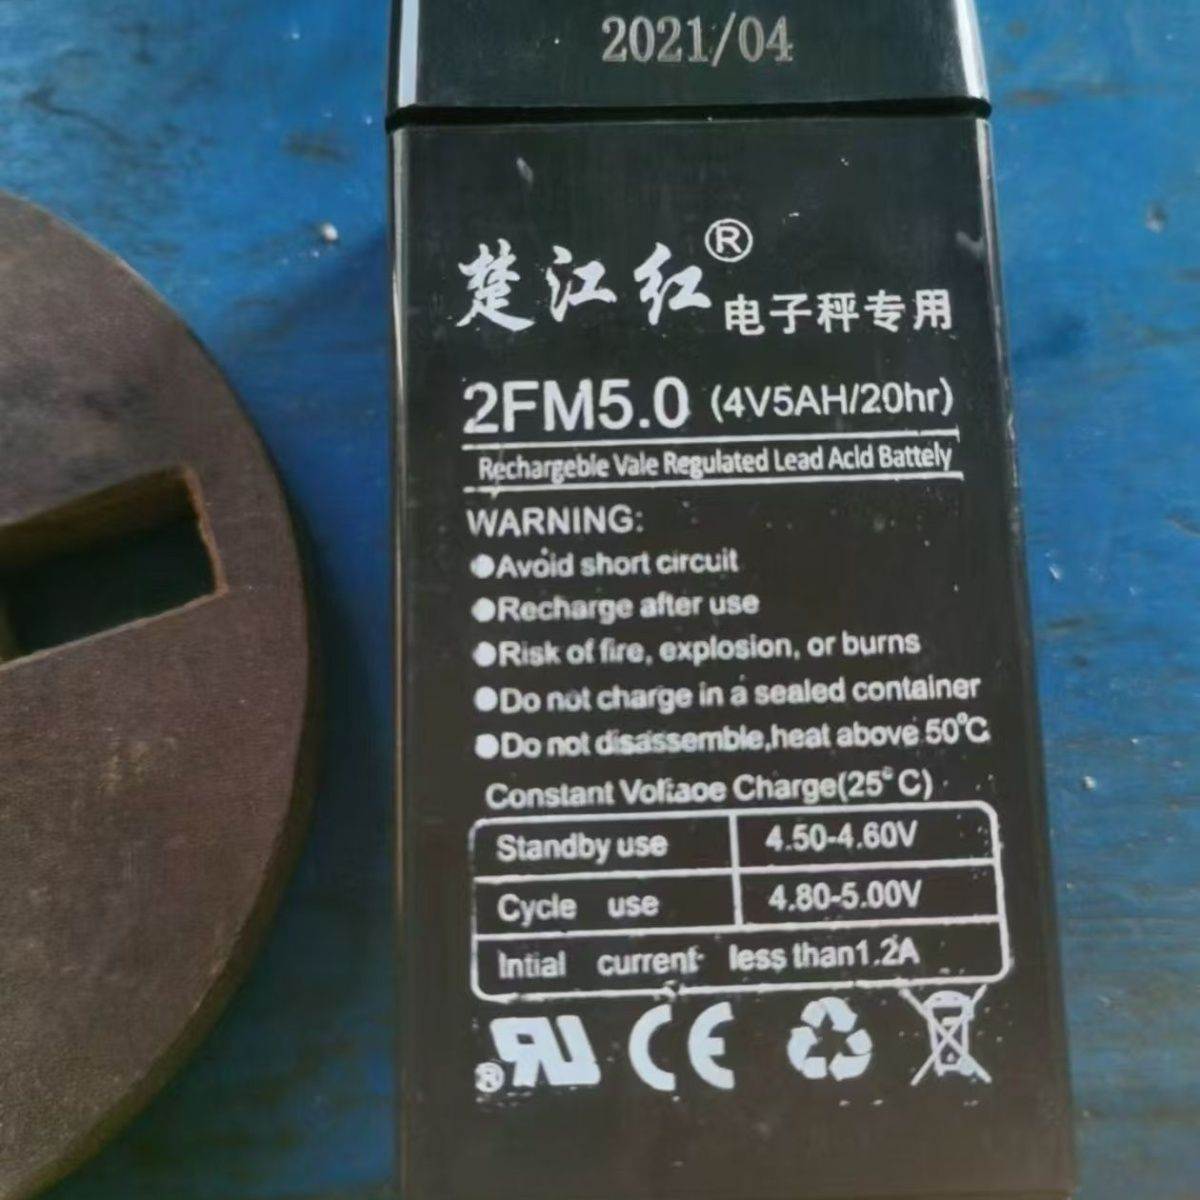 2021/04
楚江红® 电子秤专用
2FM5.0 (4V5AH/20hr)
Rechargeble Vale Regulated Lead Acid Battely
WARNING:
●Avoid short circuit
●Recharge after use
●Risk of fire, explosion, or burns
●Do not charge in a sealed container
●Do not disassemble,heat above 50°C
Constant Voltaoe Charge(25°C)
Standby use 4.50-4.60V
Cycle use 4.80-5.00V
Intial current less than1.2A
®RU CE